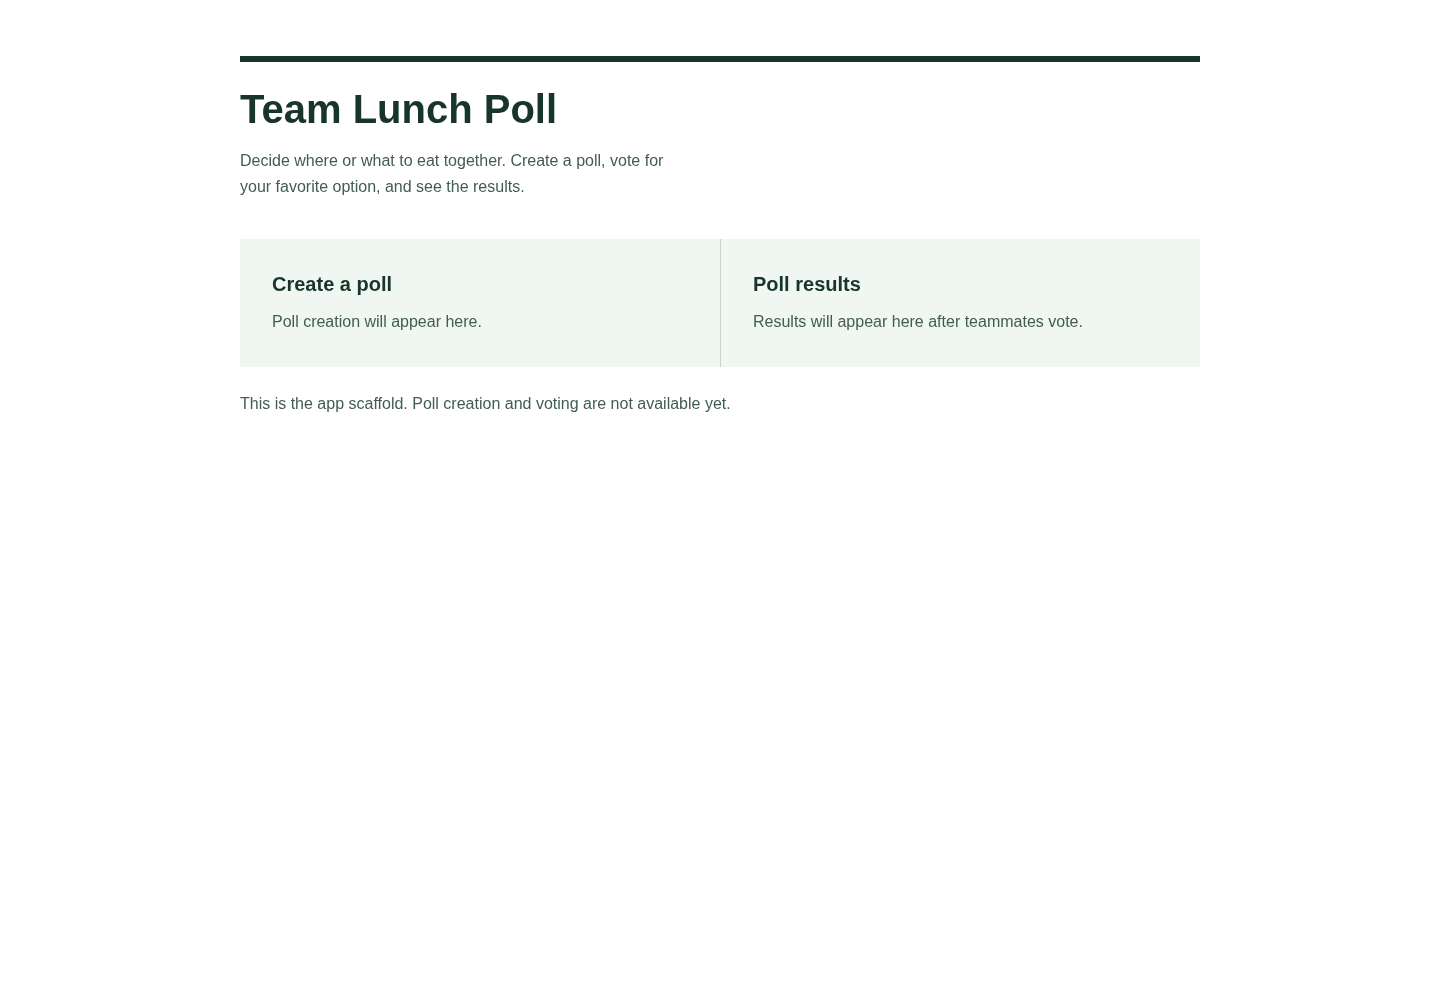 Team Lunch Poll
Decide where or what to eat together. Create a poll, vote for
your favorite option, and see the results.
Create a poll
Poll creation will appear here.
Poll results
Results will appear here after teammates vote.
This is the app scaffold. Poll creation and voting are not available yet.